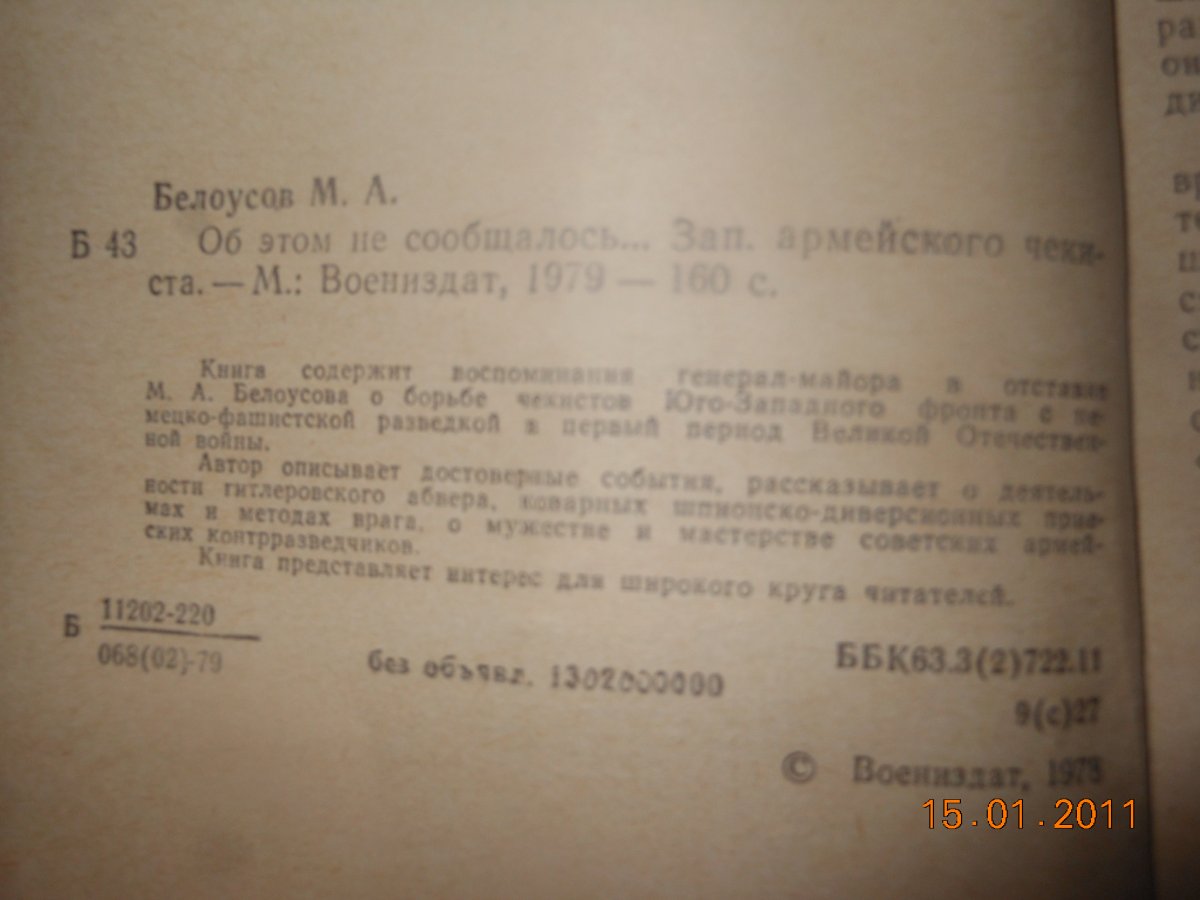 Белоусов М. А.
Б 43 Об этом не сообщалось... Зап. армейского чеки-
ста. — М.: Воениздат, 1979 — 160 с.
Книга содержит воспоминания генерал-майора в отставке
М. А. Белоусова о борьбе чекистов Юго-Западного фронта с не-
мецко-фашистской разведкой в первый период Великой Отечествен-
ной войны.
Автор описывает достоверные события, рассказывает о деятель-
ности гитлеровского абвера, коварных шпионско-диверсионных прие-
мах и методах врага, о мужестве и мастерстве советских армей-
ских контрразведчиков.
Книга представляет интерес для широкого круга читателей.
Б 11202-220
068(02)-79
без объявл. 1302000000
ББК63.3(2)722.11
9(с)27
© Воениздат, 1978
15.01.2011
ра
он
ди